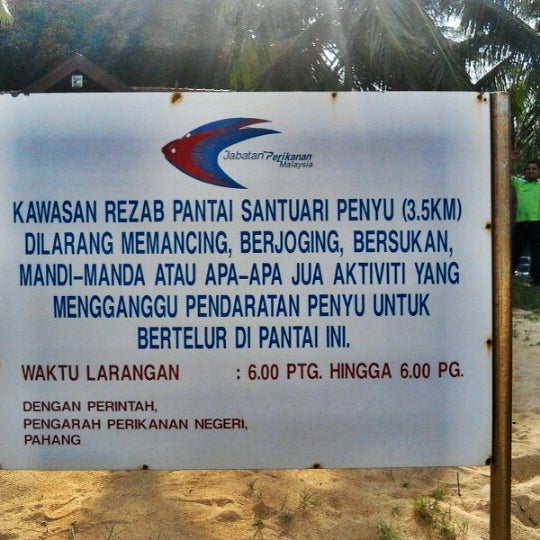 Jabatan Perikanan
Malaysia
KAWASAN REZAB PANTAI SANTUARI PENYU (3.5KM)
DILARANG MEMANCING, BERJOGING, BERSUKAN,
MANDI-MANDA ATAU APA-APA JUA AKTIVITI YANG
MENGGANGGU PENDARATAN PENYU UNTUK
BERTELUR DI PANTAI INI.
WAKTU LARANGAN : 6.00 PTG. HINGGA 6.00 PG.
DENGAN PERINTAH,
PENGARAH PERIKANAN NEGERI,
PAHANG